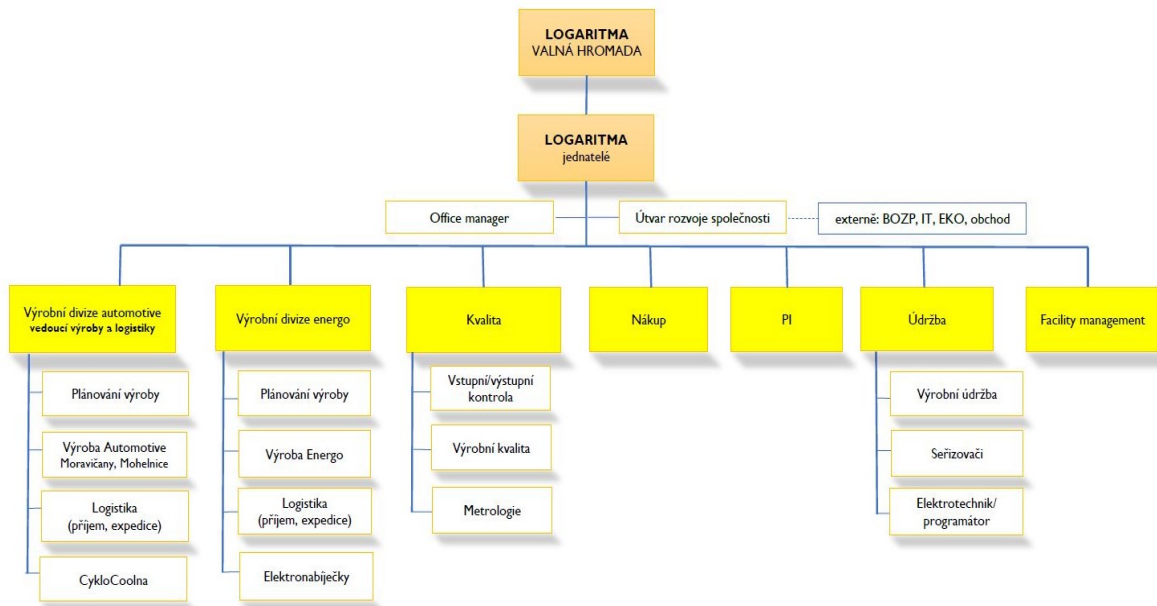 LOGARITMA
VALNÁ HROMADA
LOGARITMA
jednatelé
Office manager
Útvar rozvoje společnosti
externě: BOZP, IT, EKO, obchod
Výrobní divize automotive
vedoucí výroby a logistiky
Výrobní divize energo
Kvalita
Nákup
PI
Údržba
Facility management
Plánování výroby
Výroba Automotive
Moravičany, Mohelnice
Logistika
(příjem, expedice)
CykloCoolna
Plánování výroby
Výroba Energo
Logistika
(příjem, expedice)
Elektronabíječky
Vstupní/výstupní
kontrola
Výrobní kvalita
Metrologie
Výrobní údržba
Seřizovači
Elektrotechnik/
programátor